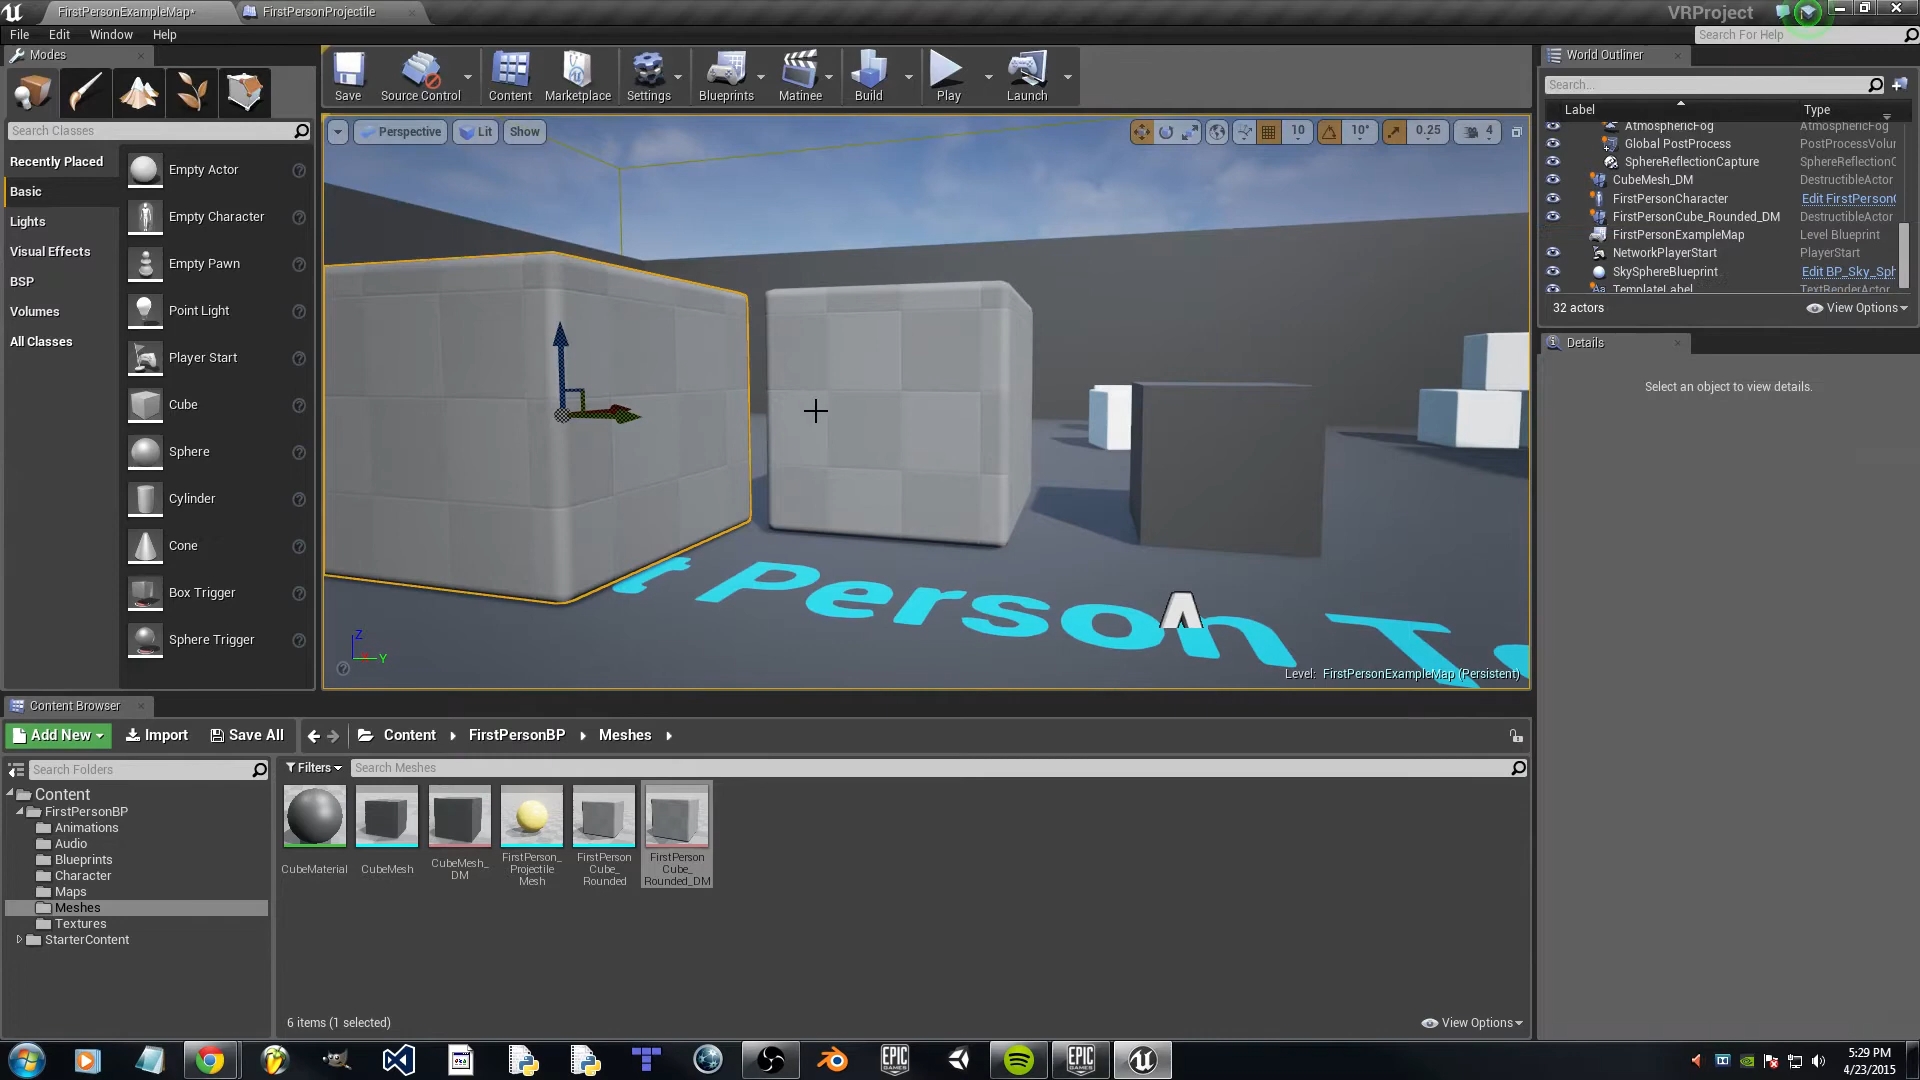 FirstPersonExampleMap*
FirstPersonProjectile
VRProject
File
Edit
Window
Help
Search For Help
Modes
Search Classes
Recently Placed
Basic
Lights
Visual Effects
BSP
Volumes
All Classes
Empty Actor
Empty Character
Empty Pawn
Point Light
Player Start
Cube
Sphere
Cylinder
Cone
Box Trigger
Sphere Trigger
Save
Source Control
Content
Marketplace
Settings
Blueprints
Matinee
Build
Play
Launch
Perspective
Lit
Show
10
10°
0.25
4
t Person T
Z
Y
Level: FirstPersonExampleMap (Persistent)
World Outliner
Search...
Label
Type
AtmosphericFog
AtmosphericFog
Global PostProcess
PostProcessVolur
SphereReflectionCapture
SphereReflectionC
CubeMesh_DM
DestructibleActor
FirstPersonCharacter
Edit FirstPersonC
FirstPersonCube_Rounded_DM
DestructibleActor
FirstPersonExampleMap
Level Blueprint
NetworkPlayerStart
PlayerStart
SkySphereBlueprint
Edit BP_Sky_Sph
TemplateLabel
TextRenderActor
32 actors
View Options
Details
Select an object to view details.
Content Browser
Add New
Import
Save All
Content
FirstPersonBP
Meshes
Search Folders
Filters
Search Meshes
Content
FirstPersonBP
Animations
Audio
Blueprints
Character
Maps
Meshes
Textures
StarterContent
CubeMaterial
CubeMesh
CubeMesh_
DM
FirstPerson_
Projectile
Mesh
FirstPerson
Cube_
Rounded
FirstPerson
Cube_
Rounded_DM
6 items (1 selected)
View Options
EPIC
GAMES
EPIC
GAMES
5:29 PM
4/23/2015